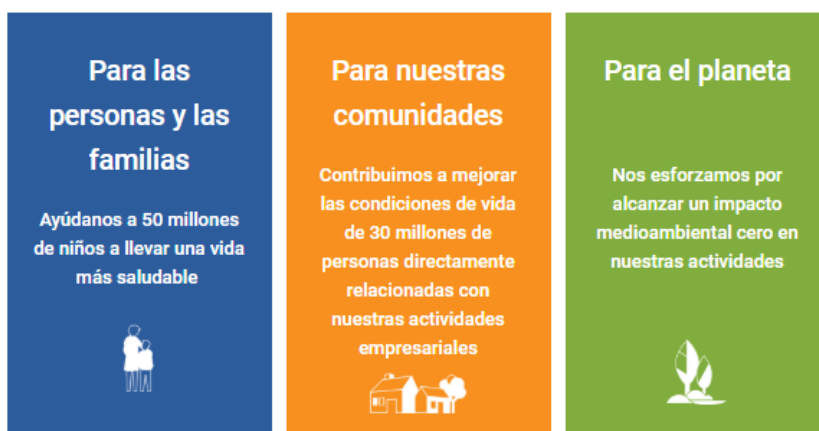 Para las
personas y las
familias
Ayúdanos a 50 millones
de niños a llevar una vida
más saludable
Para nuestras
comunidades
Contribuimos a mejorar
las condiciones de vida
de 30 millones de
personas directamente
relacionadas con
nuestras actividades
empresariales
Para el planeta
Nos esforzamos por
alcanzar un impacto
medioambiental cero en
nuestras actividades